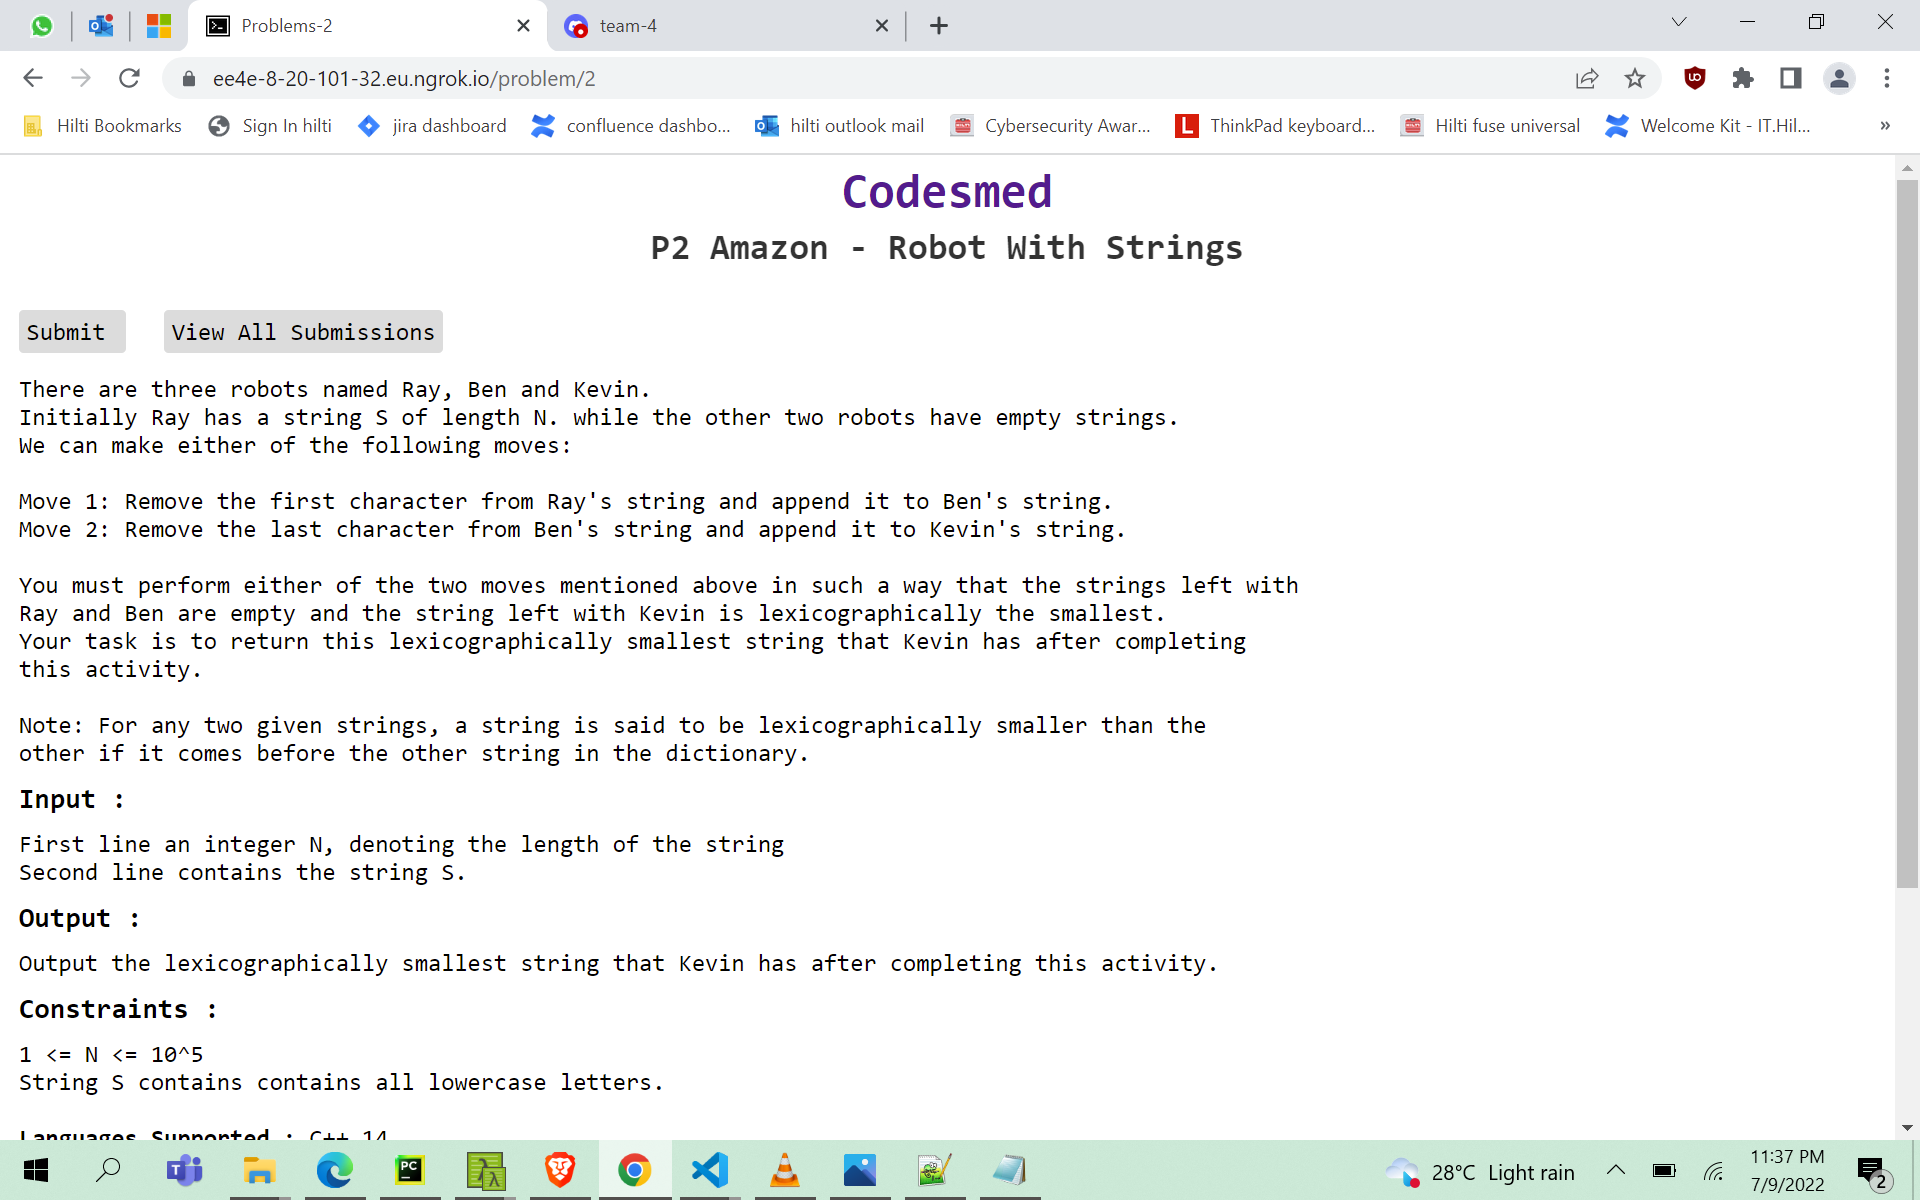 Problems-2
team-4
ee4e-8-20-101-32.eu.ngrok.io/problem/2
Hilti Bookmarks
Sign In hilti
jira dashboard
confluence dashbo...
hilti outlook mail
Cybersecurity Awar...
L
ThinkPad keyboard...
Hilti fuse universal
Welcome Kit - IT.Hil...
»
Codesmed
P2 Amazon - Robot With Strings
Submit
View All Submissions
There are three robots named Ray, Ben and Kevin.
Initially Ray has a string S of length N. while the other two robots have empty strings.
We can make either of the following moves:
Move 1: Remove the first character from Ray's string and append it to Ben's string.
Move 2: Remove the last character from Ben's string and append it to Kevin's string.
You must perform either of the two moves mentioned above in such a way that the strings left with
Ray and Ben are empty and the string left with Kevin is lexicographically the smallest.
Your task is to return this lexicographically smallest string that Kevin has after completing
this activity.
Note: For any two given strings, a string is said to be lexicographically smaller than the
other if it comes before the other string in the dictionary.
Input :
First line an integer N, denoting the length of the string
Second line contains the string S.
Output :
Output the lexicographically smallest string that Kevin has after completing this activity.
Constraints :
1 <= N <= 10^5
String S contains contains all lowercase letters.
Languages Supported : C++ 14
PC
28°C Light rain
11:37 PM
7/9/2022
2